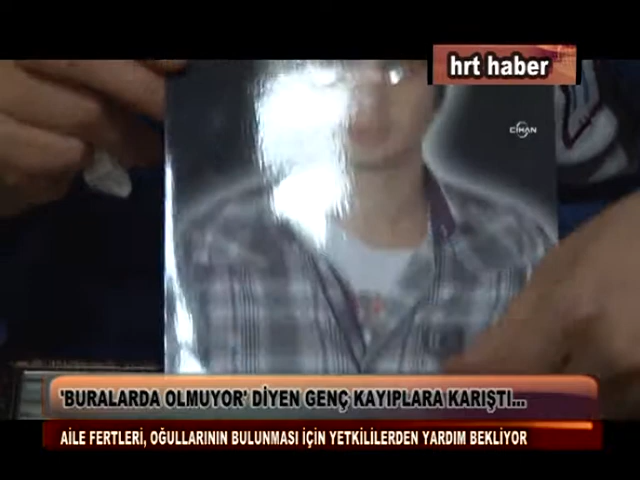 hrt haber
CİHAN
'BURALARDA OLMUYOR' DİYEN GENÇ KAYIPLARA KARIŞTI...
AİLE FERTLERİ, OĞULLARININ BULUNMASI İÇİN YETKİLİLERDEN YARDIM BEKLİYOR